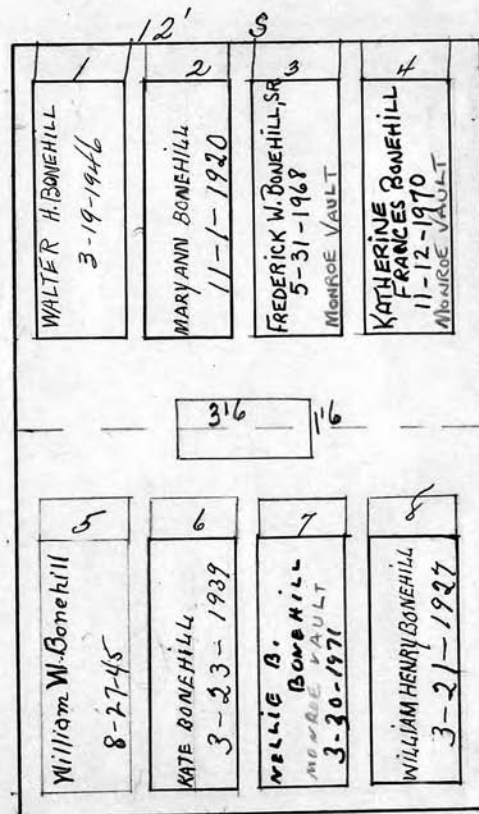 12' S
1
WALTER H. BONEHILL
3-19-1946
2
MARYANN BONEHILL
11-1-1920
3
FREDERICK W. BONEHILL, SR
5-31-1968
MONROE VAULT
4
KATHERINE
FRANCES BONEHILL
11-12-1970
MONROE VAULT
3'6
1'6
5
William W. Bonehill
8-27-45
6
KATE BONEHILL
3-23-1939
7
NELLIE B.
BONEHILL
MONROE VAULT
3-30-1971
8
WILLIAM HENRY BONEHILL
3-21-1927